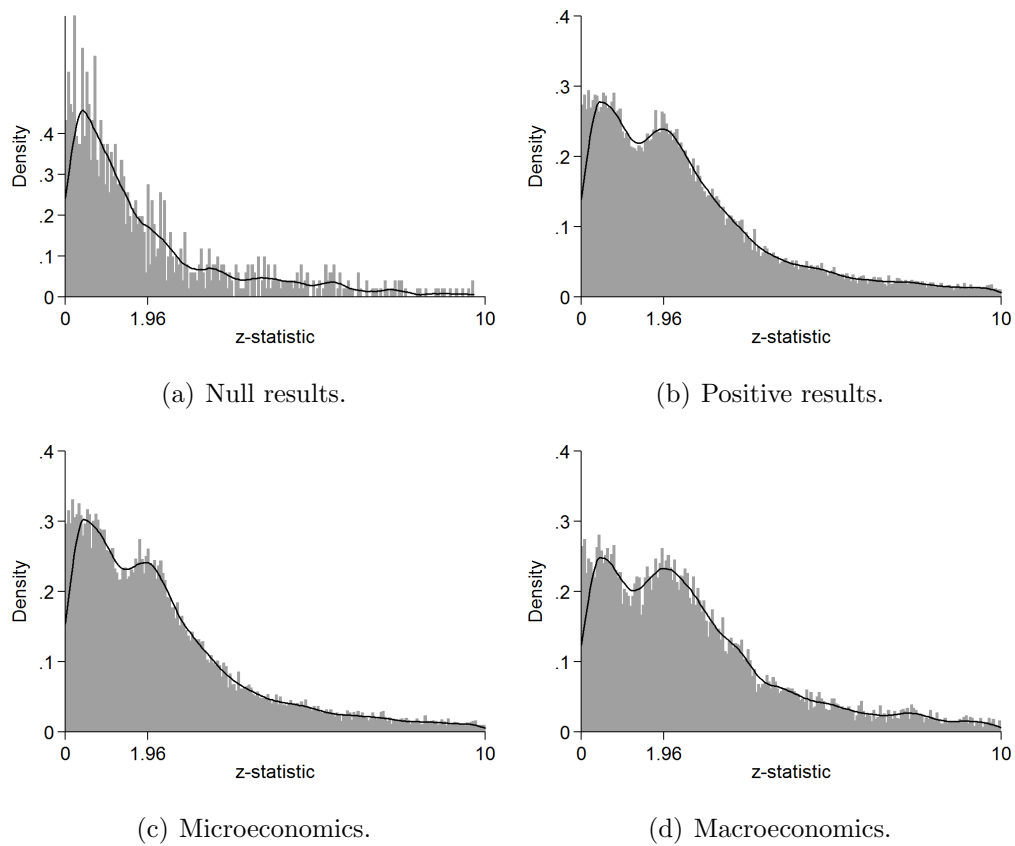 .4
.3
.2
.1
0
Density
0 1.96 10
z-statistic
(a) Null results.
.4
.3
.2
.1
0
Density
0 1.96 10
z-statistic
(b) Positive results.
.4
.3
.2
.1
0
Density
0 1.96 10
z-statistic
(c) Microeconomics.
.4
.3
.2
.1
0
Density
0 1.96 10
z-statistic
(d) Macroeconomics.